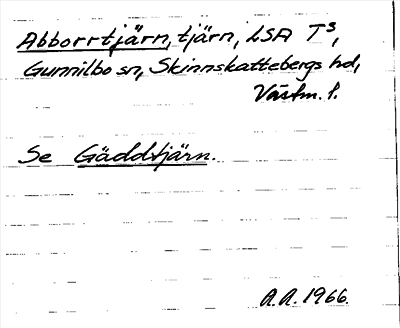 Abborrtjärn, tjärn, LSA T³,
Gunnilbo sn, Skinnskattebergs hd,
Västm. l.
Se Gäddtjärn.
A.A. 1966.